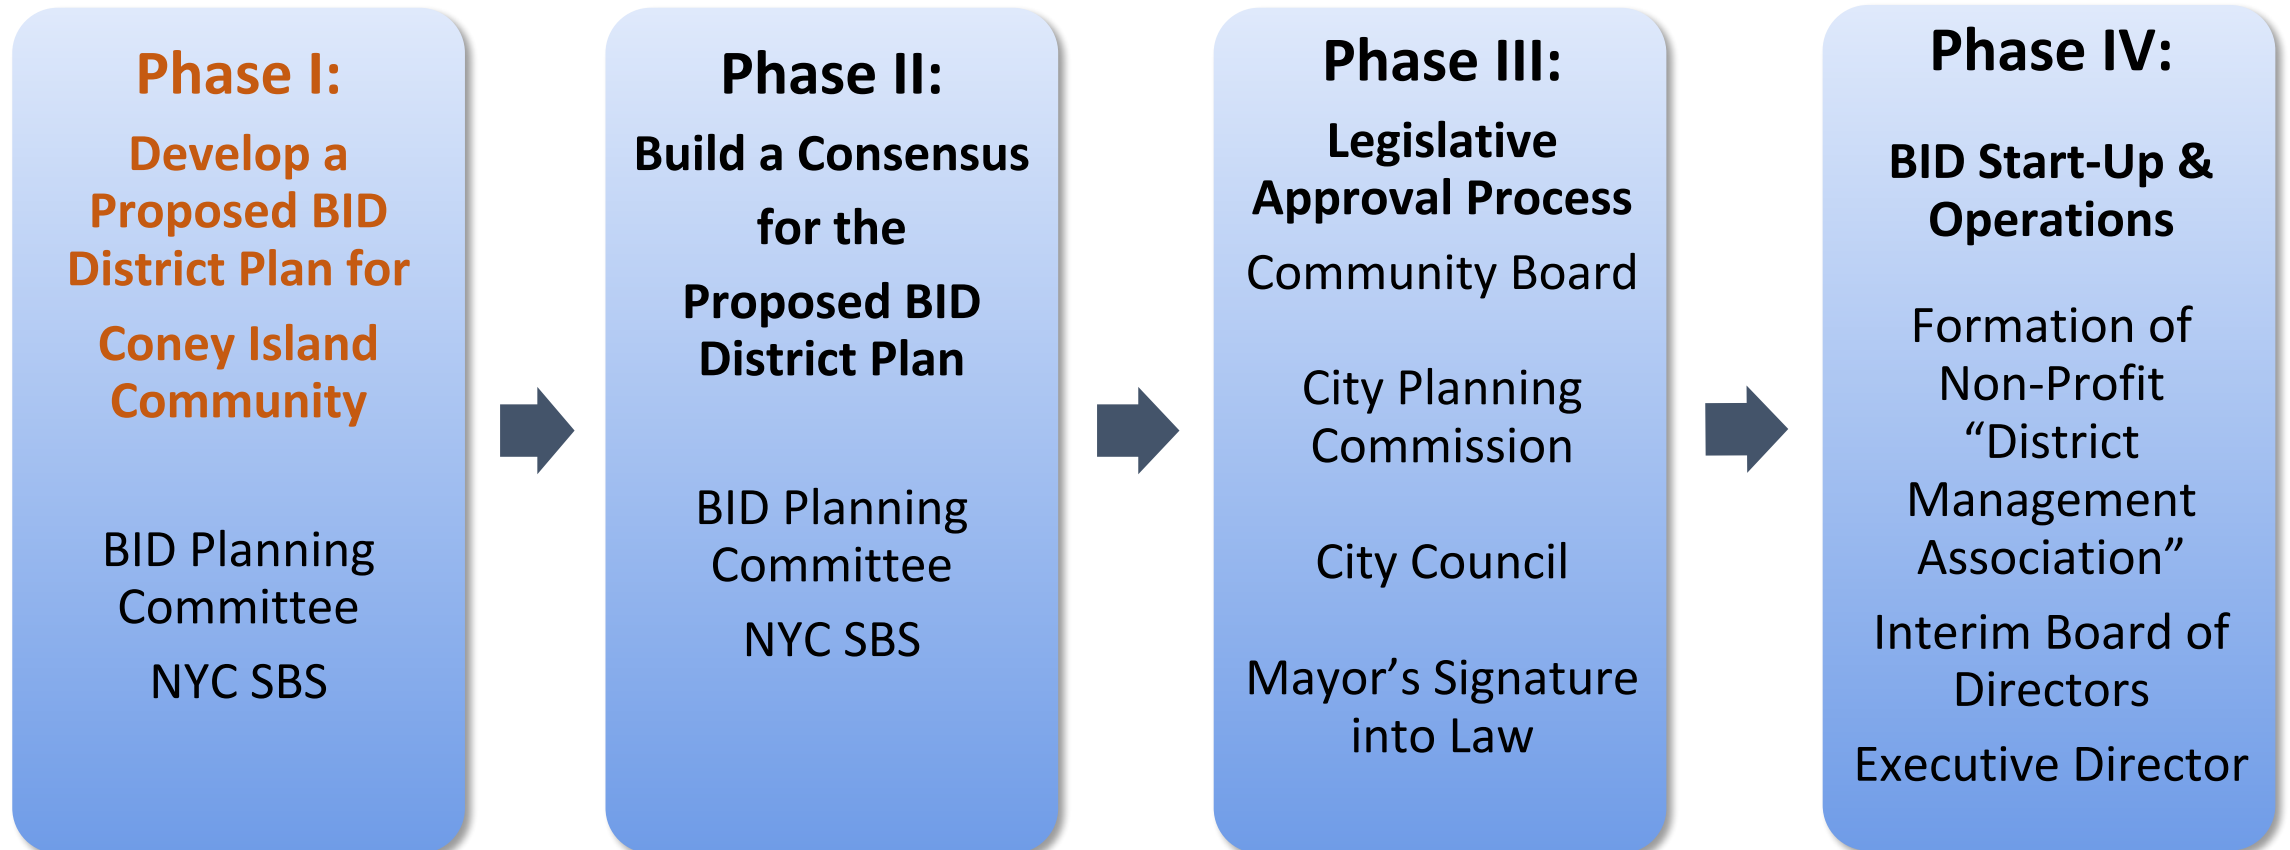 Phase I:
Develop a
Proposed BID
District Plan for
Coney Island
Community
BID Planning
Committee
NYC SBS
Phase II:
Build a Consensus
for the
Proposed BID
District Plan
BID Planning
Committee
NYC SBS
Phase III:
Legislative
Approval Process
Community Board
City Planning
Commission
City Council
Mayor’s Signature
into Law
Phase IV:
BID Start-Up &
Operations
Formation of
Non-Profit
“District
Management
Association”
Interim Board of
Directors
Executive Director